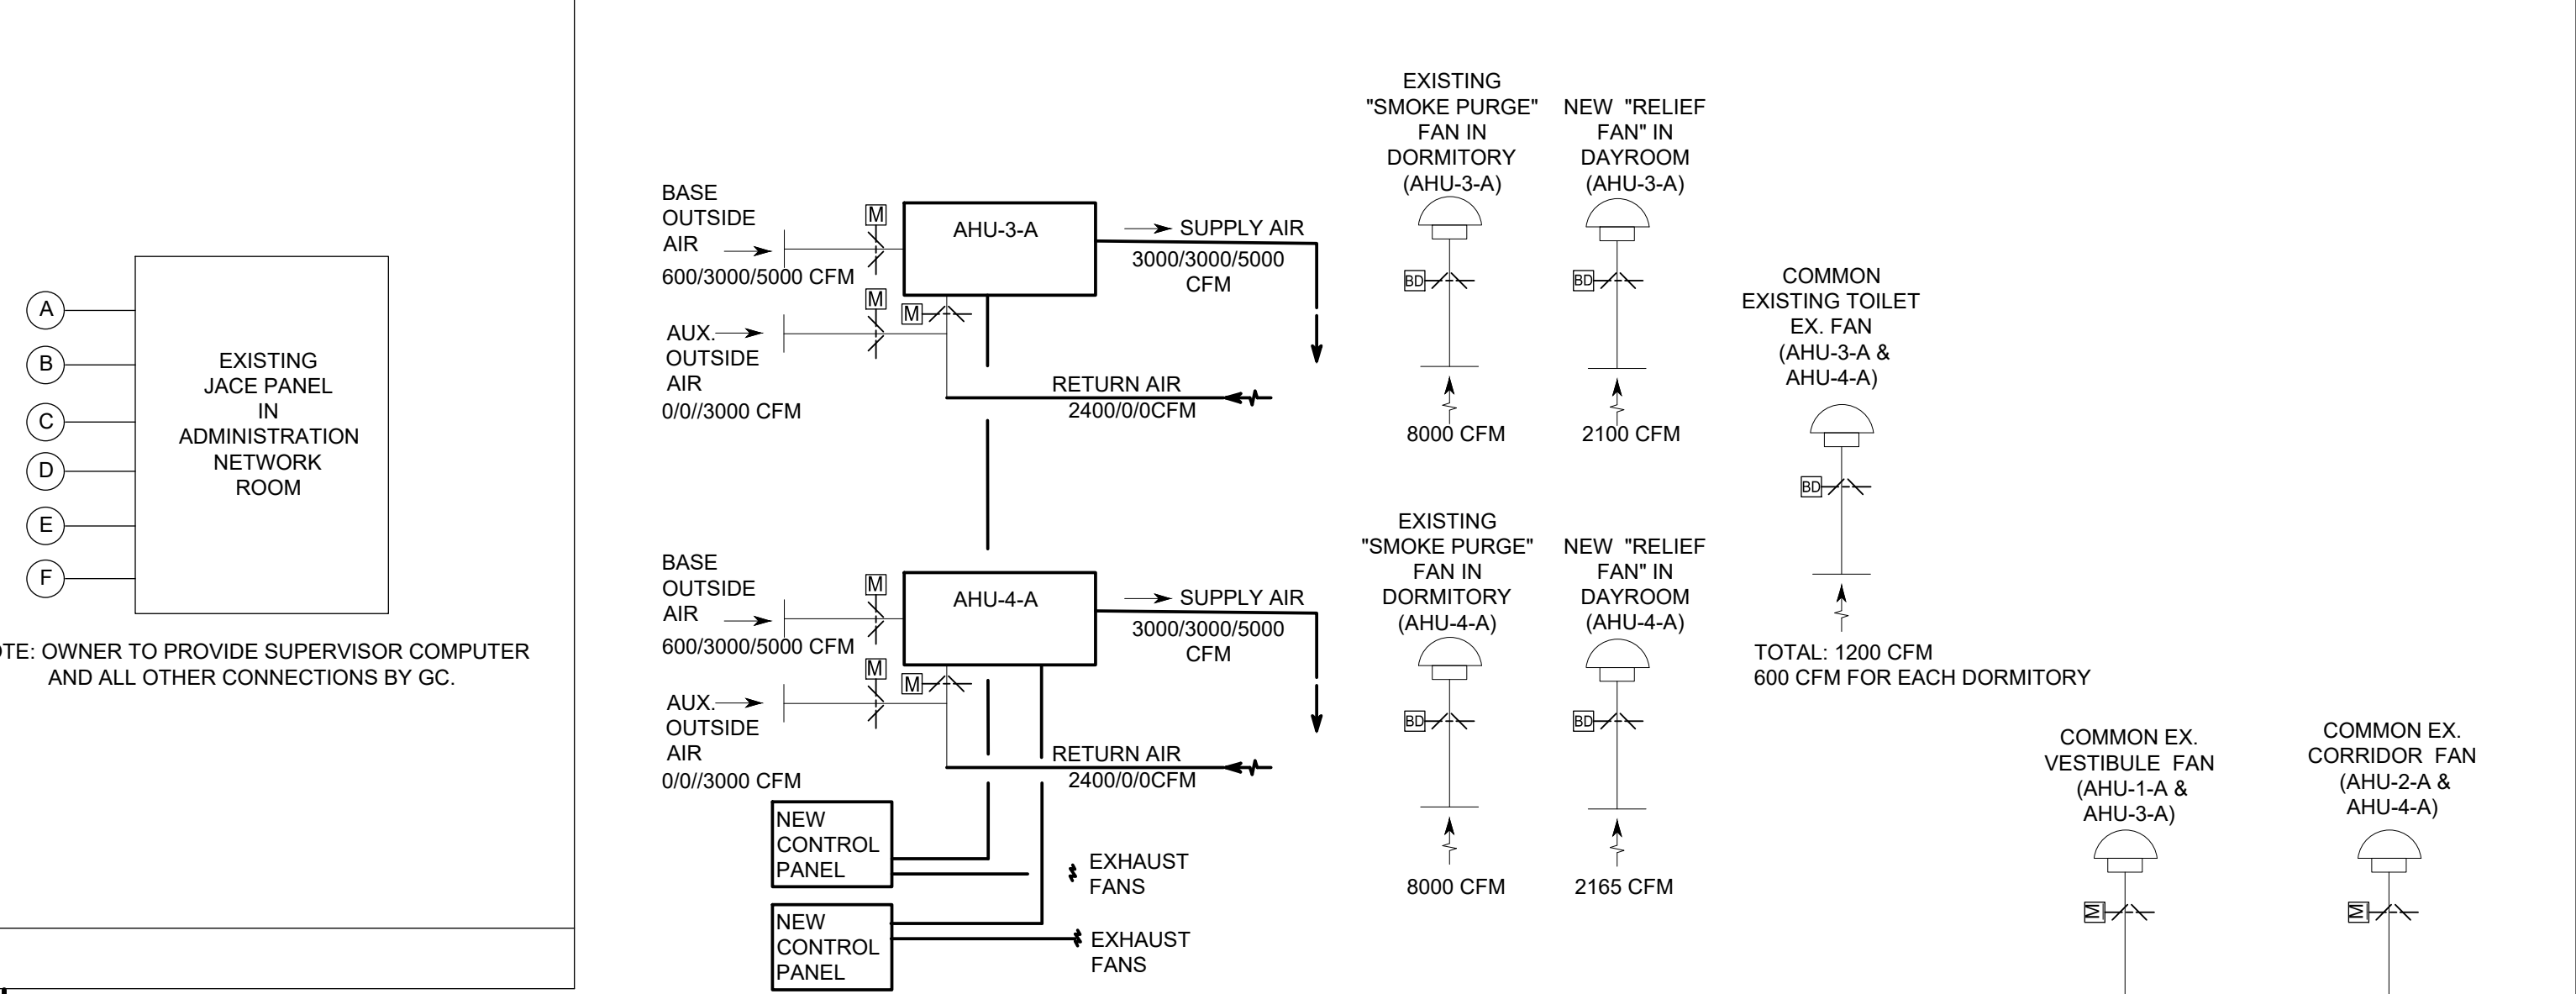 A
B
C
D
E
F
EXISTING
JACE PANEL
IN
ADMINISTRATION
NETWORK
ROOM
OTE: OWNER TO PROVIDE SUPERVISOR COMPUTER
AND ALL OTHER CONNECTIONS BY GC.
BASE
OUTSIDE
AIR
600/3000/5000 CFM
M
AHU-3-A
SUPPLY AIR
3000/3000/5000
CFM
AUX.
OUTSIDE
AIR
0/0//3000 CFM
M
M
RETURN AIR
2400/0/0CFM
EXISTING
"SMOKE PURGE"
FAN IN
DORMITORY
(AHU-3-A)
BD
8000 CFM
NEW "RELIEF
FAN" IN
DAYROOM
(AHU-3-A)
BD
2100 CFM
COMMON
EXISTING TOILET
EX. FAN
(AHU-3-A &
AHU-4-A)
BD
TOTAL: 1200 CFM
600 CFM FOR EACH DORMITORY
BASE
OUTSIDE
AIR
600/3000/5000 CFM
M
AHU-4-A
SUPPLY AIR
3000/3000/5000
CFM
AUX.
OUTSIDE
AIR
0/0//3000 CFM
M
M
RETURN AIR
2400/0/0CFM
EXISTING
"SMOKE PURGE"
FAN IN
DORMITORY
(AHU-4-A)
BD
8000 CFM
NEW "RELIEF
FAN" IN
DAYROOM
(AHU-4-A)
BD
2165 CFM
NEW
CONTROL
PANEL
EXHAUST
FANS
NEW
CONTROL
PANEL
EXHAUST
FANS
COMMON EX.
VESTIBULE FAN
(AHU-1-A &
AHU-3-A)
M
COMMON EX.
CORRIDOR FAN
(AHU-2-A &
AHU-4-A)
M